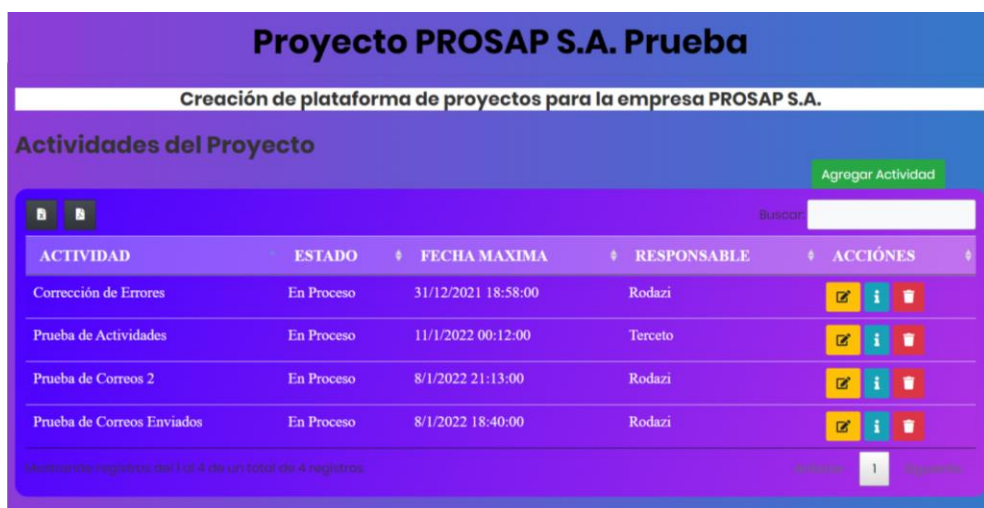 Proyecto PROSAP S.A. Prueba
Creación de plataforma de proyectos para la empresa PROSAP S.A.
Actividades del Proyecto
Agregar Actividad
Buscar:
ACTIVIDAD ESTADO FECHA MAXIMA RESPONSABLE ACCIÓNES
Corrección de Errores En Proceso 31/12/2021 18:58:00 Rodazi
Prueba de Actividades En Proceso 11/1/2022 00:12:00 Terceto
Prueba de Correos 2 En Proceso 8/1/2022 21:13:00 Rodazi
Prueba de Correos Enviados En Proceso 8/1/2022 18:40:00 Rodazi
Mostrando registros del 1 al 4 de un total de 4 registros
Anterior 1 Siguiente